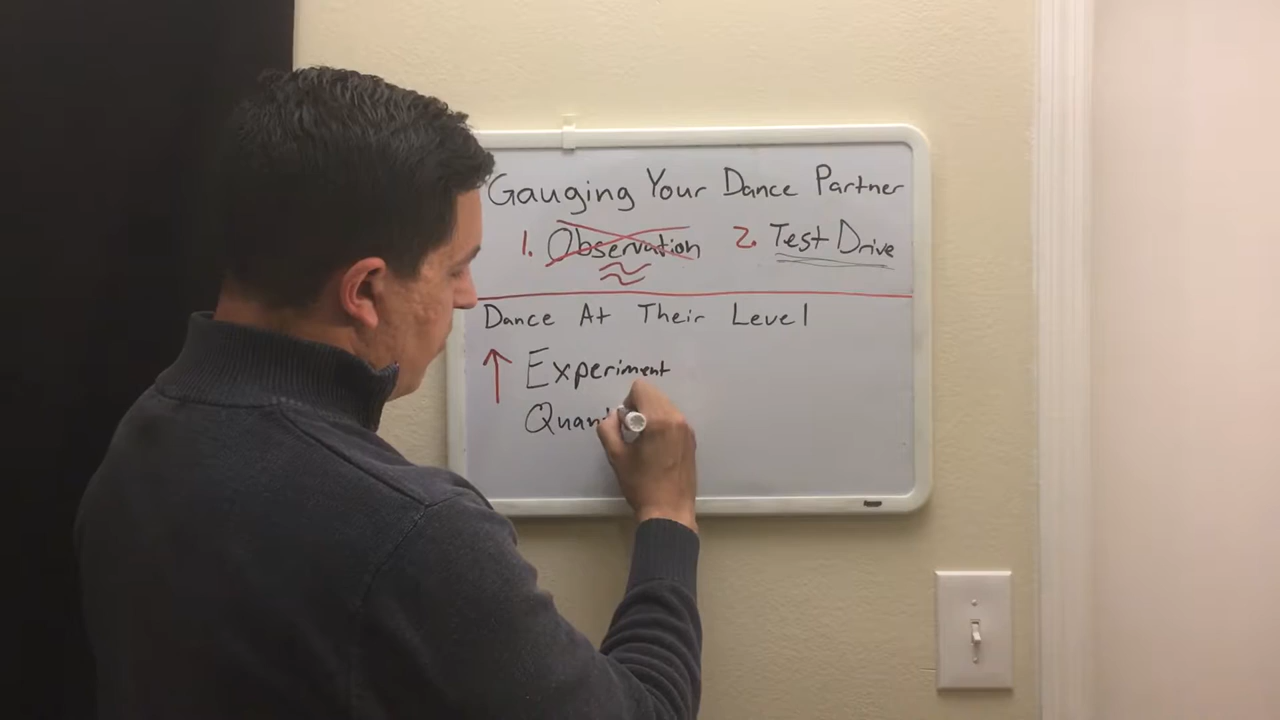 Gauging Your Dance Partner
1. Observation 2. Test Drive
Dance At Their Level
↑ Experiment